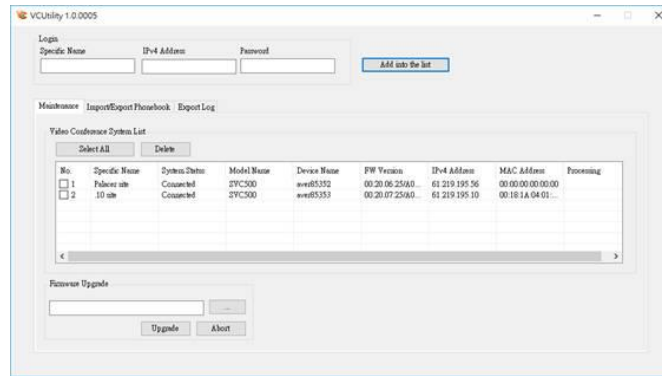 VCUtility 1.0.0005
Login
Specific Name IPv4 Address Password
Add into the list
Maintenance Import/Export Phonebook Export Log
Video Conference System List
Select All Delete
No. Specific Name System Status Model Name Device Name FW Version IPv4 Address MAC Address Processing
1 Palacer site Connected SVC500 aver85352 00.20.06.25/A0... 61.219.195.56 00:00:00:00:00:00
2 .10 site Connected SVC500 aver85353 00.20.07.25/A0... 61.219.195.10 00:18:1A:04:01:...
Firmware Upgrade
...
Upgrade Abort